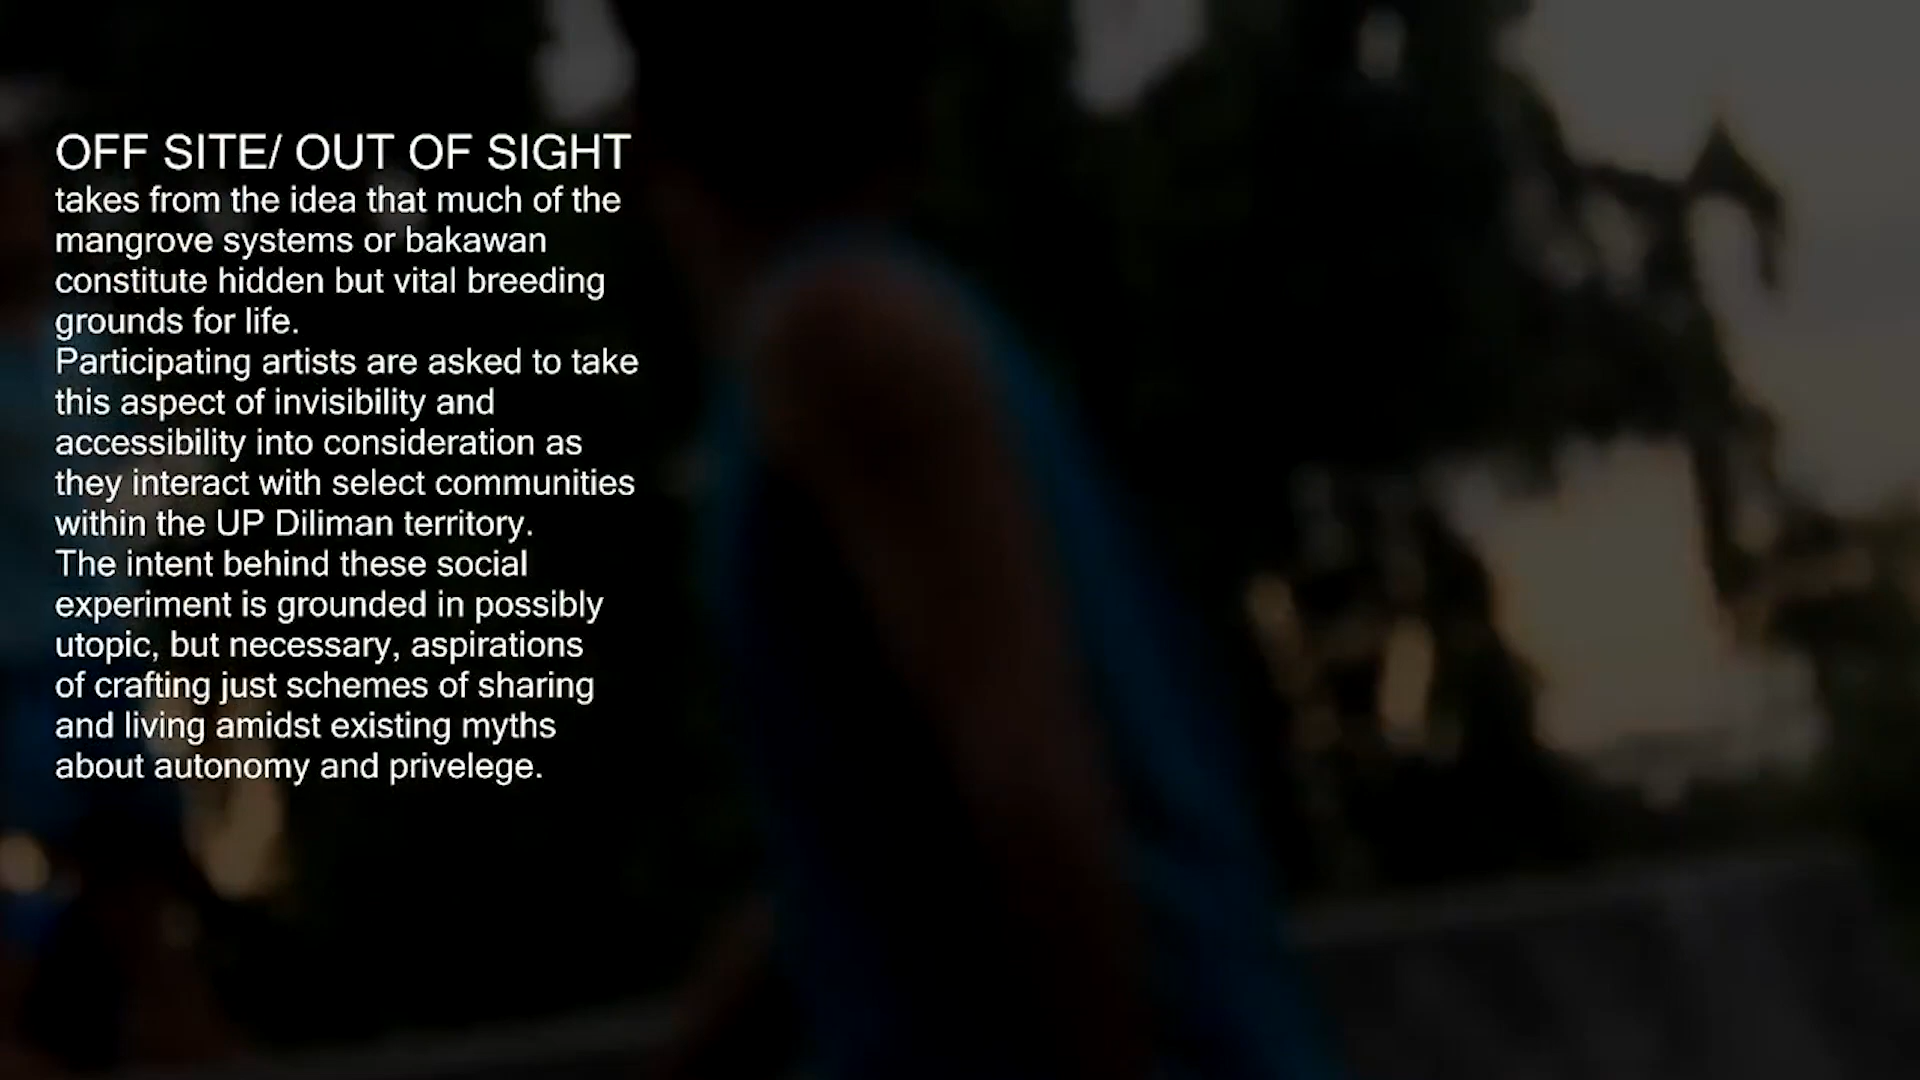 OFF SITE/ OUT OF SIGHT
takes from the idea that much of the
mangrove systems or bakawan
constitute hidden but vital breeding
grounds for life.
Participating artists are asked to take
this aspect of invisibility and
accessibility into consideration as
they interact with select communities
within the UP Diliman territory.
The intent behind these social
experiment is grounded in possibly
utopic, but necessary, aspirations
of crafting just schemes of sharing
and living amidst existing myths
about autonomy and privelege.